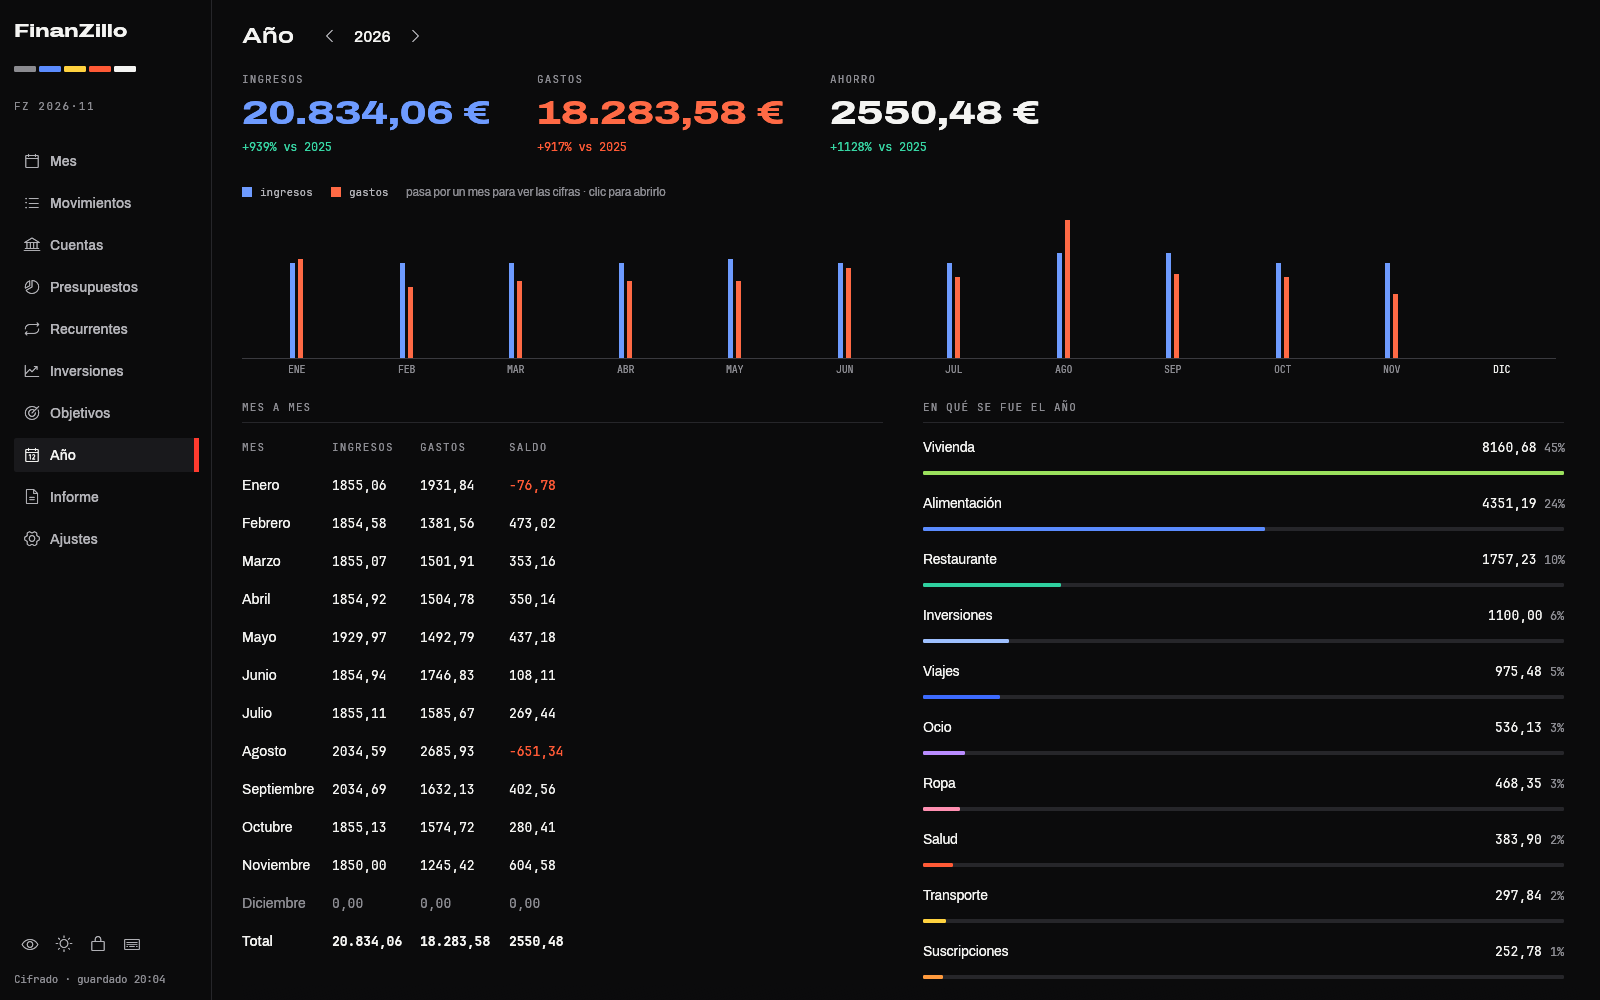 FinanZillo
FZ 2026·11
Mes
Movimientos
Cuentas
Presupuestos
Recurrentes
Inversiones
Objetivos
Año
Informe
Ajustes
Cifrado · guardado 20:04
Año 2026
INGRESOS GASTOS AHORRO
20.834,06 € 18.283,58 € 2550,48 €
+939% vs 2025 +917% vs 2025 +1128% vs 2025
ingresos gastos pasa por un mes para ver las cifras · clic para abrirlo
ENE FEB MAR ABR MAY JUN JUL AGO SEP OCT NOV DIC
MES A MES
MES INGRESOS GASTOS SALDO
Enero 1855,06 1931,84 -76,78
Febrero 1854,58 1381,56 473,02
Marzo 1855,07 1501,91 353,16
Abril 1854,92 1504,78 350,14
Mayo 1929,97 1492,79 437,18
Junio 1854,94 1746,83 108,11
Julio 1855,11 1585,67 269,44
Agosto 2034,59 2685,93 -651,34
Septiembre 2034,69 1632,13 402,56
Octubre 1855,13 1574,72 280,41
Noviembre 1850,00 1245,42 604,58
Diciembre 0,00 0,00 0,00
Total 20.834,06 18.283,58 2550,48
EN QUÉ SE FUE EL AÑO
Vivienda 8160,68 45%
Alimentación 4351,19 24%
Restaurante 1757,23 10%
Inversiones 1100,00 6%
Viajes 975,48 5%
Ocio 536,13 3%
Ropa 468,35 3%
Salud 383,90 2%
Transporte 297,84 2%
Suscripciones 252,78 1%